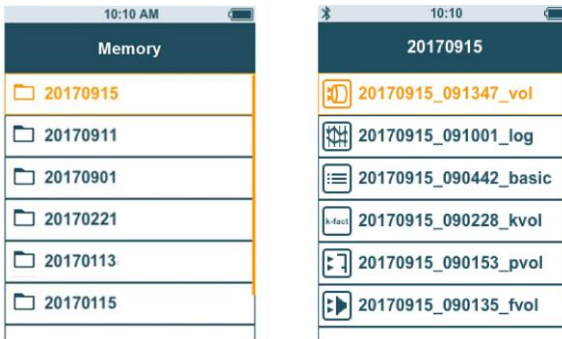 10:10 AM
Memory
20170915
20170911
20170901
20170221
20170113
20170115
10:10
20170915
20170915_091347_vol
20170915_091001_log
20170915_090442_basic
k-fact 20170915_090228_kvol
20170915_090153_pvol
20170915_090135_fvol